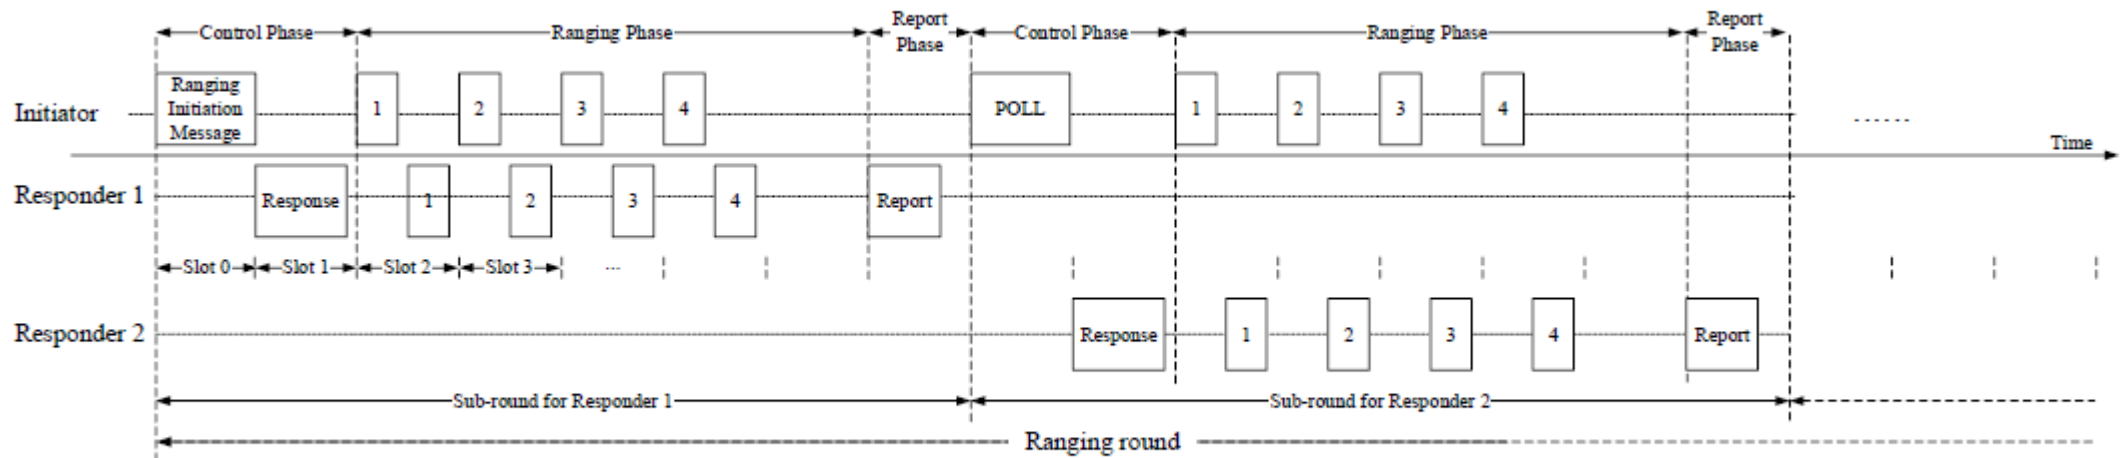 Control Phase
Ranging Phase
Report
Phase
Control Phase
Ranging Phase
Report
Phase
Initiator
Ranging
Initiation
Message
1
2
3
4
POLL
1
2
3
4
......
Time
Responder 1
Response
1
2
3
4
Report
Slot 0
Slot 1
Slot 2
Slot 3
...
Responder 2
Response
1
2
3
4
Report
Sub-round for Responder 1
Sub-round for Responder 2
Ranging round